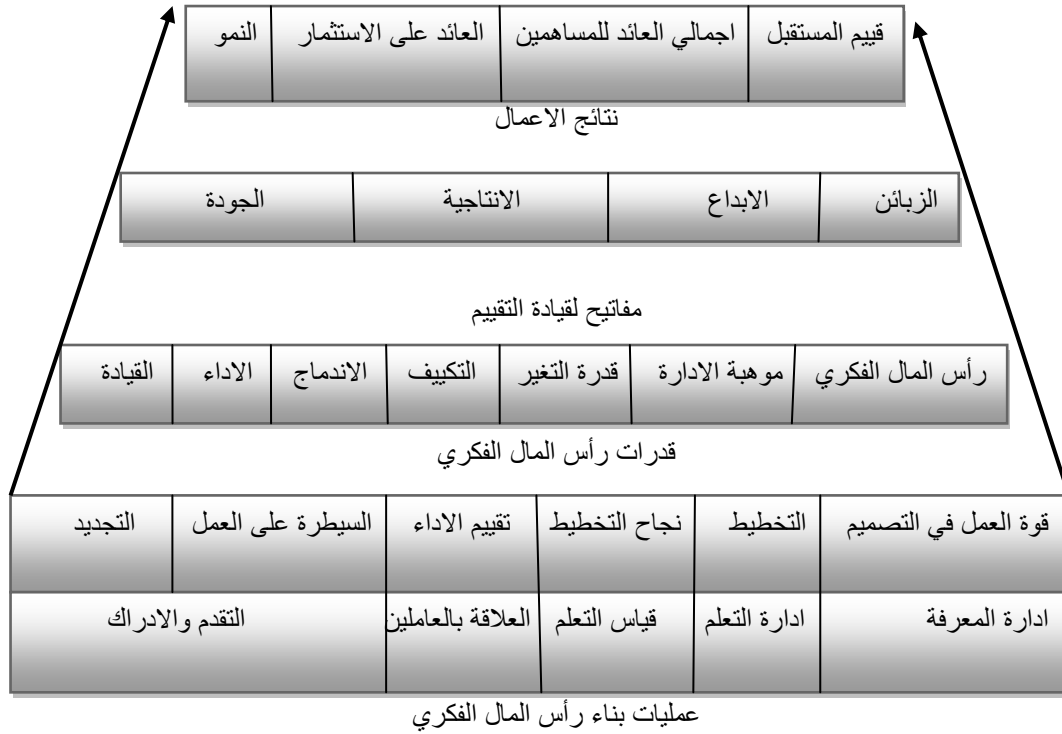 قييم المستقبل اجمالي العائد للمساهمين العائد على الاستثمار النمو
نتائج الاعمال
الزبائن الابداع الانتاجية الجودة
مفاتيح لقيادة التقييم
رأس المال الفكري موهبة الادارة قدرة التغير التكييف الاندماج الاداء القيادة
قدرات رأس المال الفكري
قوة العمل في التصميم التخطيط نجاح التخطيط تقييم الاداء السيطرة على العمل التجديد
ادارة المعرفة ادارة التعلم قياس التعلم العلاقة بالعاملين التقدم والادراك
عمليات بناء رأس المال الفكري